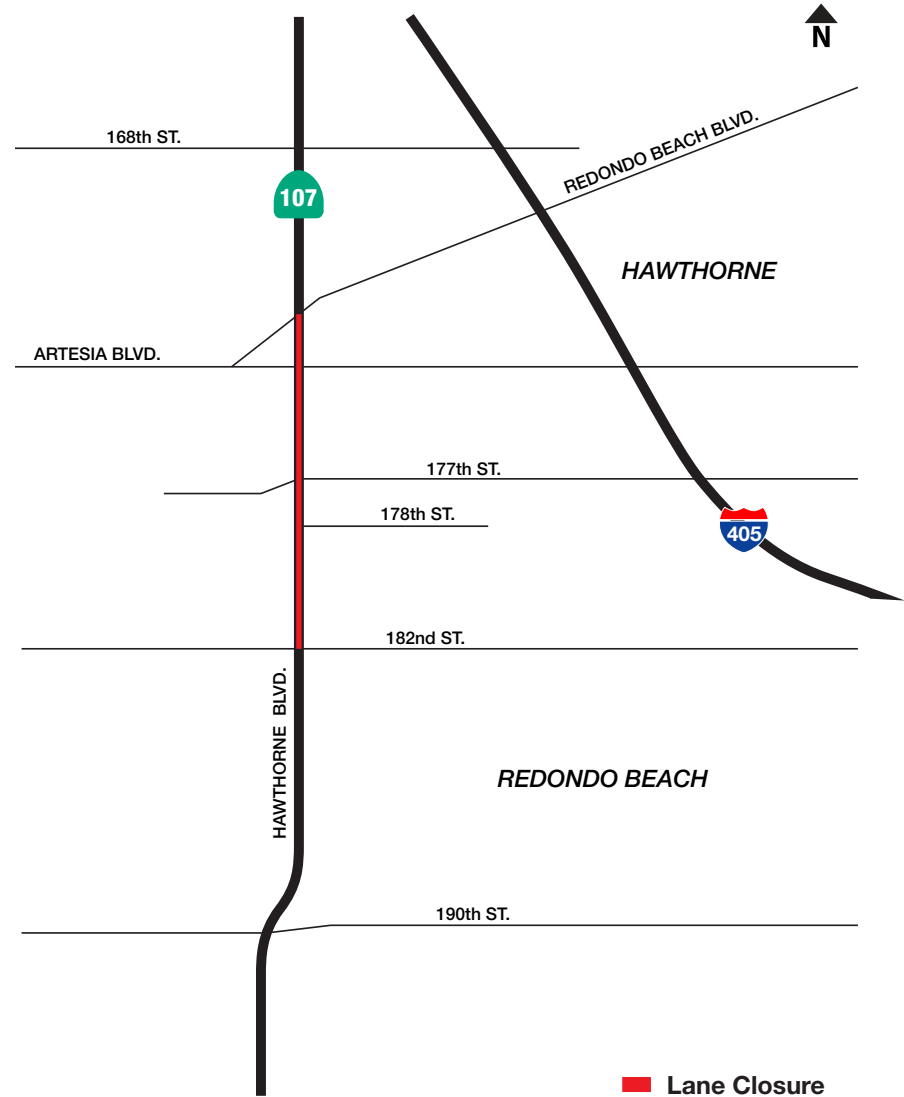 N
REDONDO BEACH BLVD.
168th ST.
107
HAWTHORNE
ARTESIA BLVD.
177th ST.
178th ST.
405
182nd ST.
HAWTHORNE BLVD.
REDONDO BEACH
190th ST.
Lane Closure